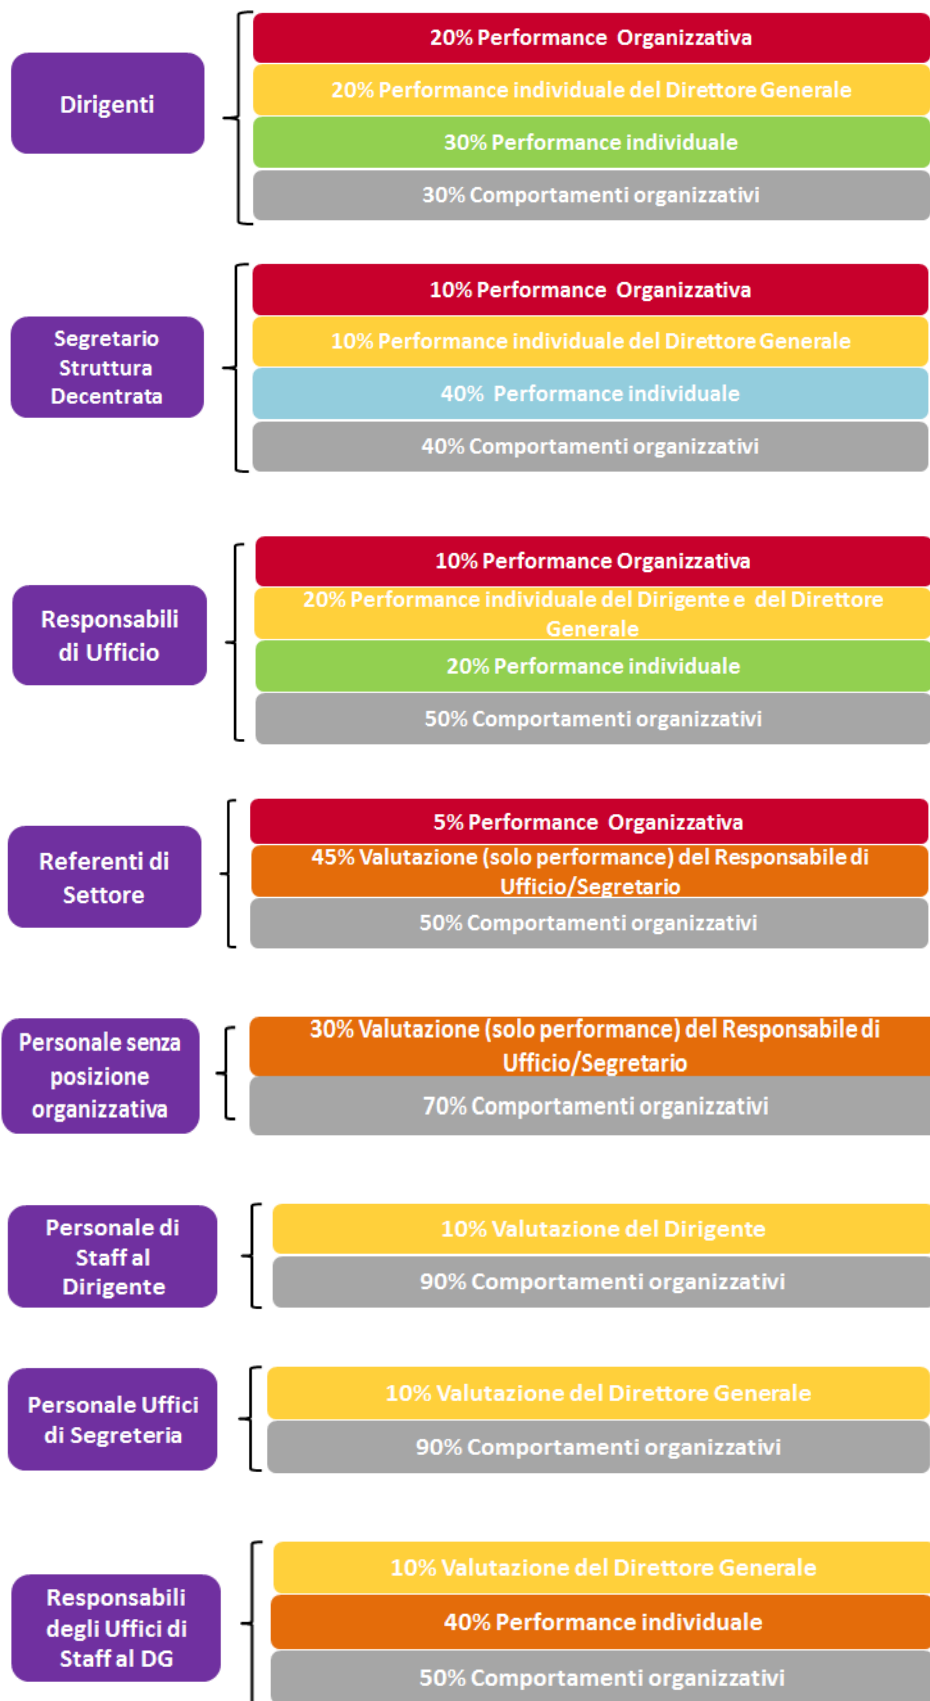 Dirigenti
20% Performance Organizzativa
20% Performance individuale del Direttore Generale
30% Performance individuale
30% Comportamenti organizzativi
Segretario
Struttura
Decentrata
10% Performance Organizzativa
10% Performance individuale del Direttore Generale
40% Performance individuale
40% Comportamenti organizzativi
Responsabili
di Ufficio
10% Performance Organizzativa
20% Performance individuale del Dirigente e del Direttore
Generale
20% Performance individuale
50% Comportamenti organizzativi
Referenti di
Settore
5% Performance Organizzativa
45% Valutazione (solo performance) del Responsabile di
Ufficio/Segretario
50% Comportamenti organizzativi
Personale senza
posizione
organizzativa
30% Valutazione (solo performance) del Responsabile di
Ufficio/Segretario
70% Comportamenti organizzativi
Personale di
Staff al
Dirigente
10% Valutazione del Dirigente
90% Comportamenti organizzativi
Personale Uffici
di Segreteria
10% Valutazione del Direttore Generale
90% Comportamenti organizzativi
Responsabili
degli Uffici di
Staff al DG
10% Valutazione del Direttore Generale
40% Performance individuale
50% Comportamenti organizzativi